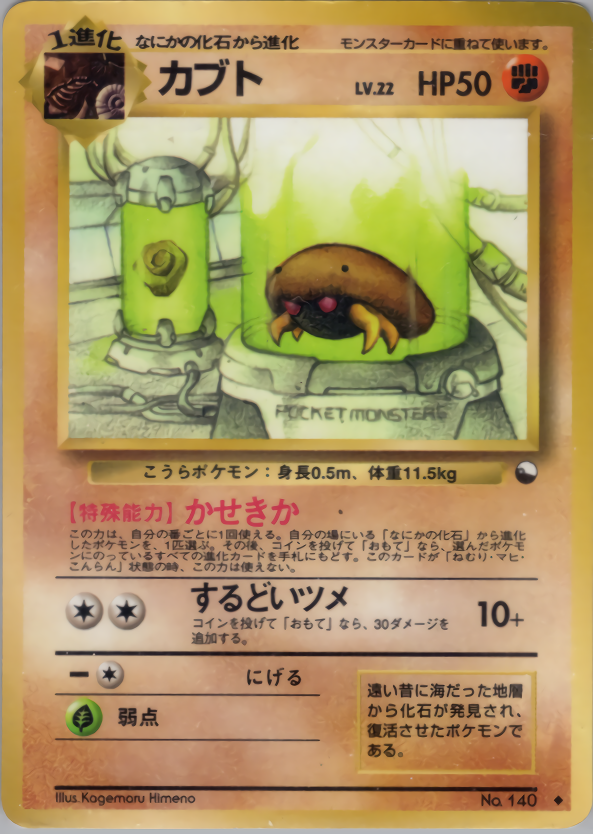 1進化
なにかの化石から進化
モンスターカードに重ねて使います。
カブト
LV.22 HP50
POCKET MONSTERS
こうらポケモン:身長0.5m、体重11.5kg
【特殊能力】かせきか
この力は、自分の番ごとに1回使える。自分の場にいる「なにかの化石」から進化
したポケモンを、1匹選ぶ。その後、コインを投げて「おもて」なら、選んだポケモ
ンにのっているすべての進化カードを手札にもどす。このカードが「ねむり・マヒ・
こんらん」状態の時、この力は使えない。
するどいツメ
10+
コインを投げて「おもて」なら、30ダメージを
追加する。
ー
にげる
弱点
遠い昔に海だった地層
から化石が発見され、
復活させたポケモンで
ある。
Illus. Kagemaru Himeno
No. 140